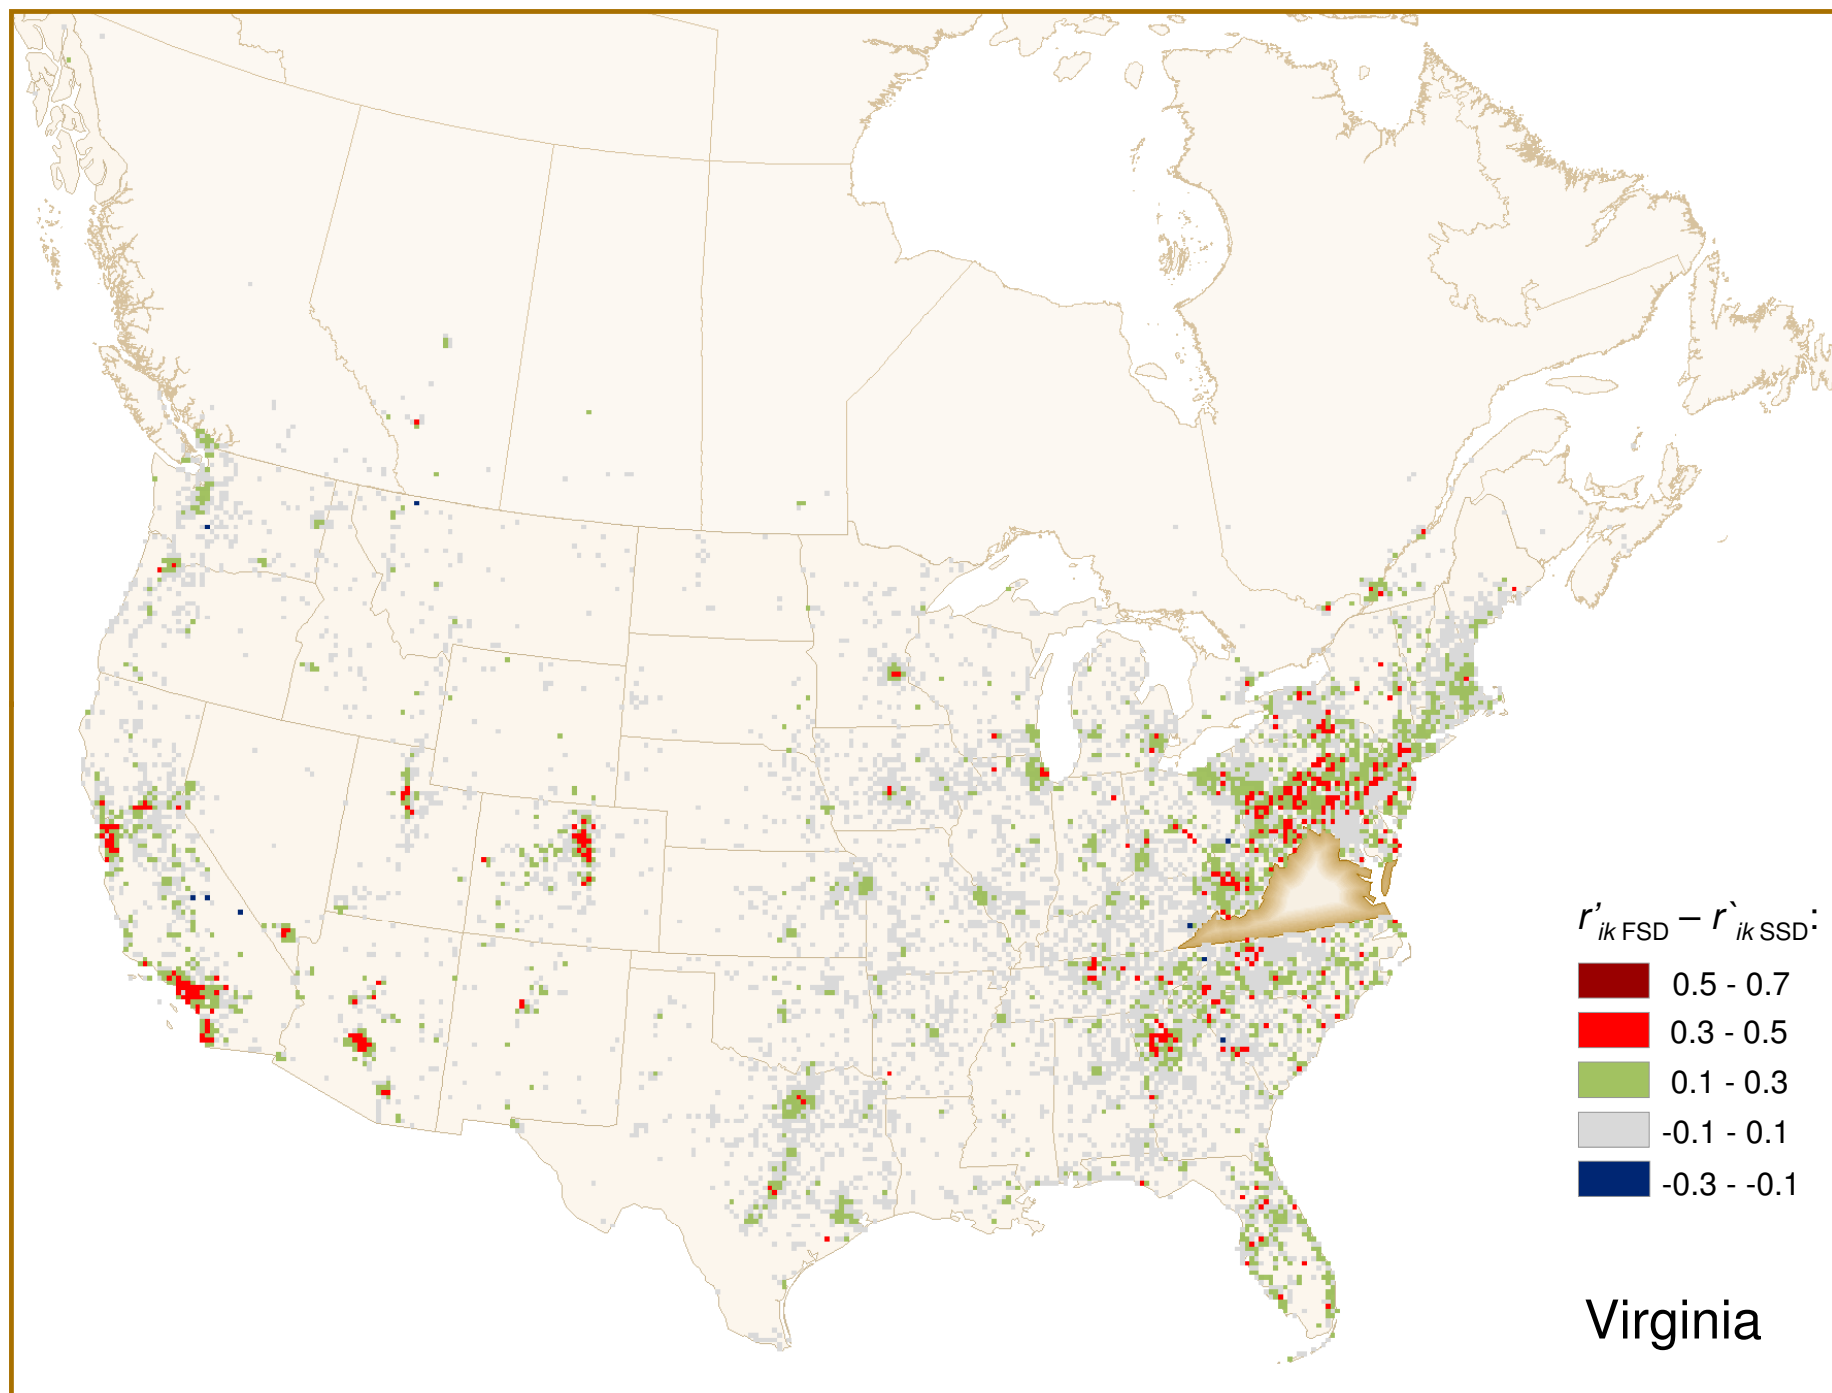 r’ik FSD – r`ik SSD:
0.5 - 0.7
0.3 - 0.5
0.1 - 0.3
-0.1 - 0.1
-0.3 - -0.1
Virginia